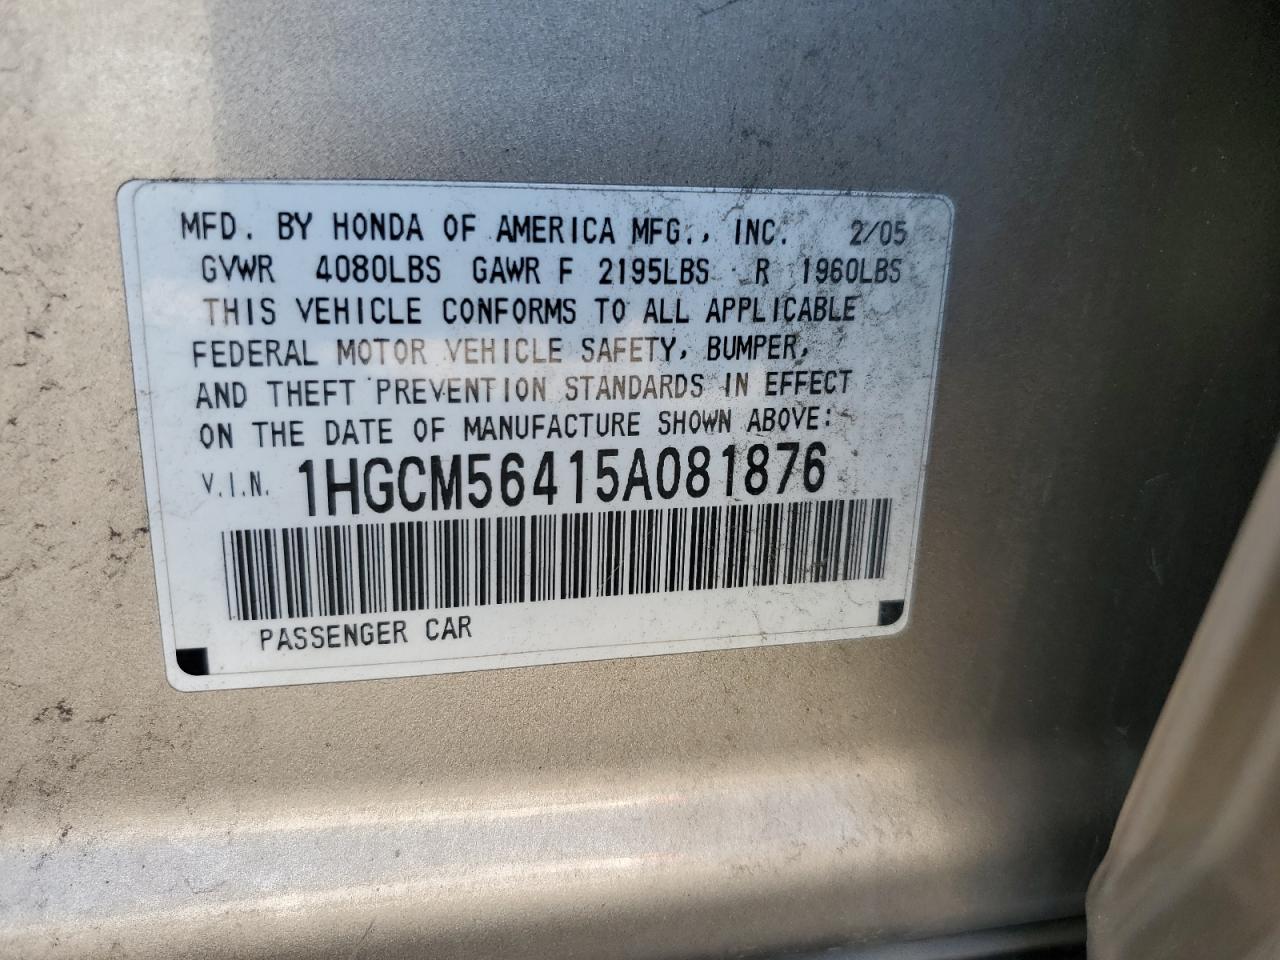 MFD. BY HONDA OF AMERICA MFG., INC. 2/05
GVWR 4080LBS GAWR F 2195LBS R 1960LBS
THIS VEHICLE CONFORMS TO ALL APPLICABLE
FEDERAL MOTOR VEHICLE SAFETY, BUMPER,
AND THEFT PREVENTION STANDARDS IN EFFECT
ON THE DATE OF MANUFACTURE SHOWN ABOVE:
V.I.N. 1HGCM56415A081876
PASSENGER CAR